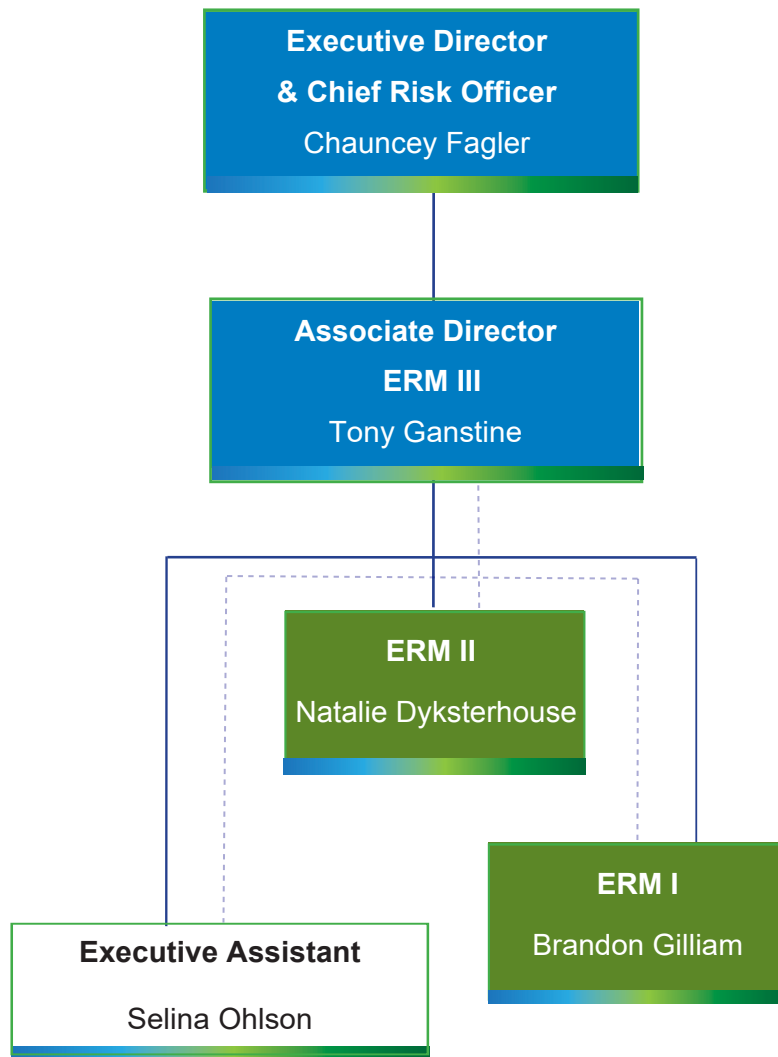 Executive Director
& Chief Risk Officer
Chauncey Fagler
Associate Director
ERM III
Tony Ganstine
ERM II
Natalie Dyksterhouse
ERM I
Brandon Gilliam
Executive Assistant
Selina Ohlson